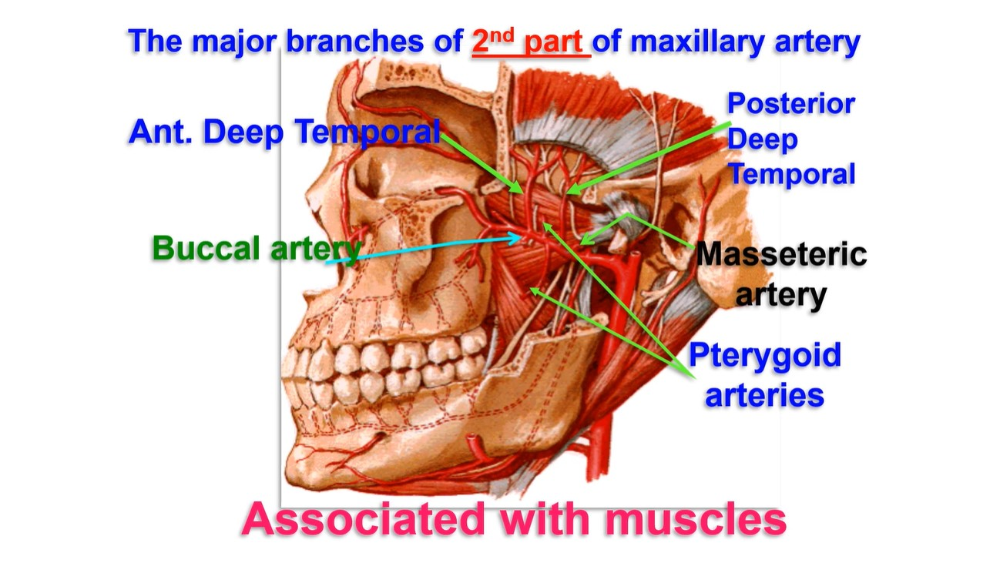 The major branches of 2nd part of maxillary artery
Ant. Deep Temporal
Posterior
Deep
Temporal
Buccal artery
Masseteric
artery
Pterygoid
arteries
Associated with muscles